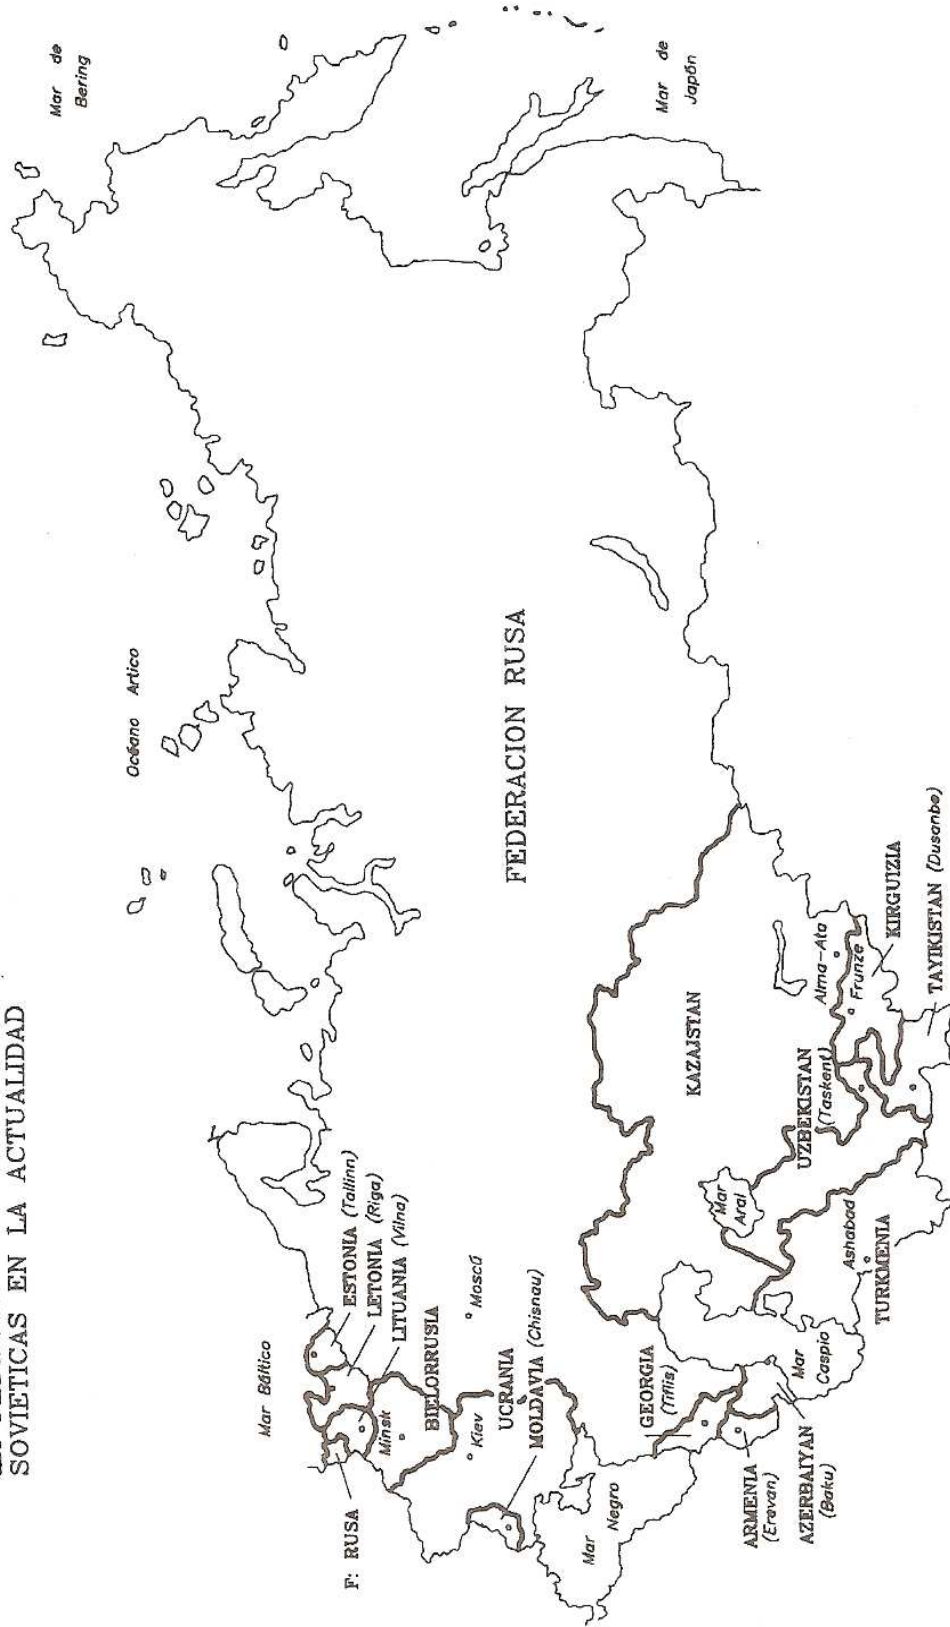 SOVIETICAS EN LA ACTUALIDAD
Mar de
Bering
Océano Artico
Mar de
Japón
FEDERACION RUSA
Mar Báltico
F: RUSA
ESTONIA (Tallinn)
LETONIA (Riga)
LITUANIA (Vilna)
Minsk
BIELORRUSIA
Moscú
Kiev
UCRANIA
MOLDAVIA (Chisnau)
Mar
Negro
GEORGIA
(Tiflis)
ARMENIA
(Erevan)
AZERBAIYAN
(Baku)
Mar
Caspio
Mar
Aral
KAZAJSTAN
UZBEKISTAN
(Taskent)
Ashabad
TURKMENIA
Alma-Ata
Frunze
KIRGUIZIA
TAYIKISTAN (Dusanbe)